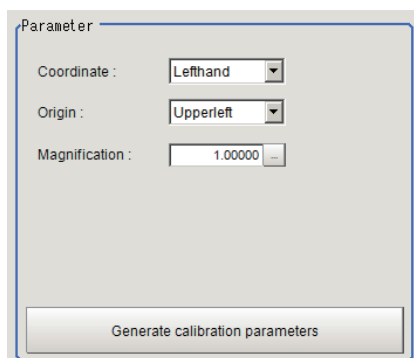 Parameter
Coordinate : Lefthand
Origin : Upperleft
Magnification : 1.00000 ...
Generate calibration parameters